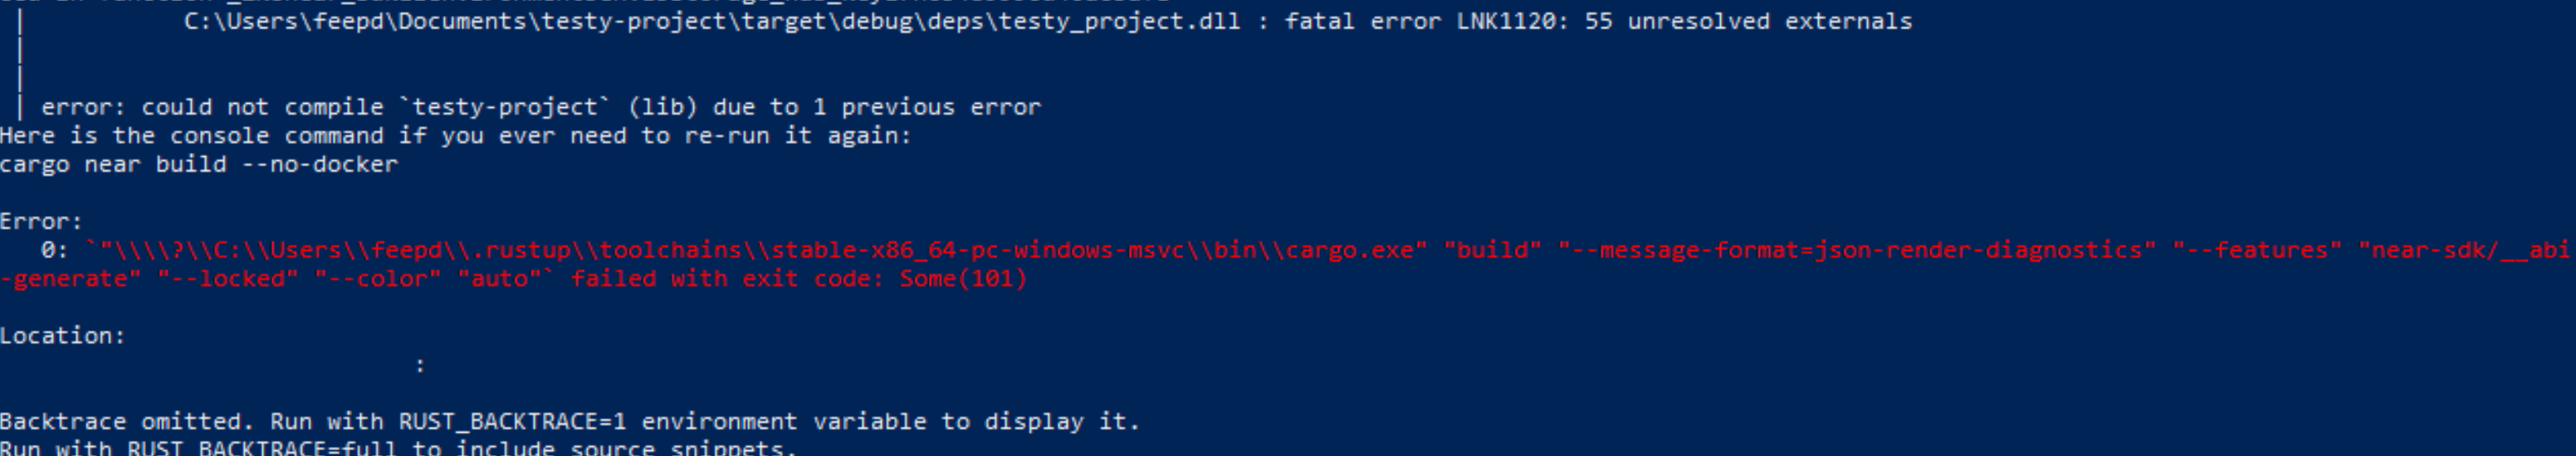 | C:\Users\feepd\Documents\testy-project\target\debug\deps\testy_project.dll : fatal error LNK1120: 55 unresolved externals
|
|
| error: could not compile `testy-project` (lib) due to 1 previous error
Here is the console command if you ever need to re-run it again:
cargo near build --no-docker
Error:
0: `"\\\\?\\C:\\Users\\feepd\\.rustup\\toolchains\\stable-x86_64-pc-windows-msvc\\bin\\cargo.exe" "build" "--message-format=json-render-diagnostics" "--features" "near-sdk/__abi
-generate" "--locked" "--color" "auto"` failed with exit code: Some(101)
Location:
:
Backtrace omitted. Run with RUST_BACKTRACE=1 environment variable to display it.
Run with RUST_BACKTRACE=full to include source snippets.